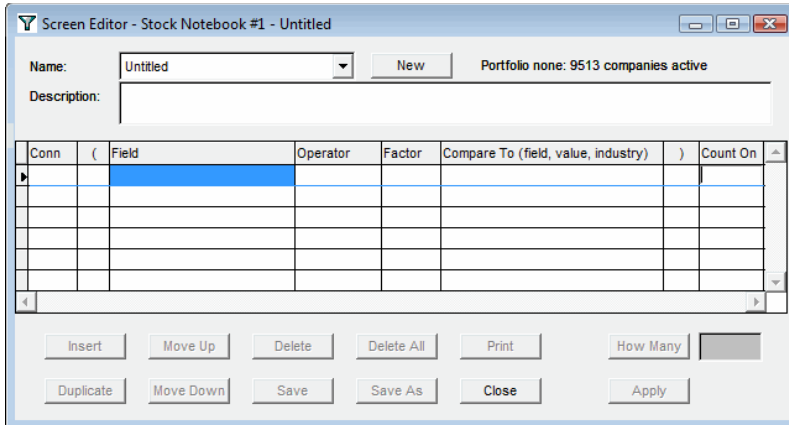 Screen Editor - Stock Notebook #1 - Untitled
Name: Untitled New Portfolio none: 9513 companies active
Description:
Conn ( Field Operator Factor Compare To (field, value, industry) ) Count On
Insert Move Up Delete Delete All Print How Many
Duplicate Move Down Save Save As Close Apply